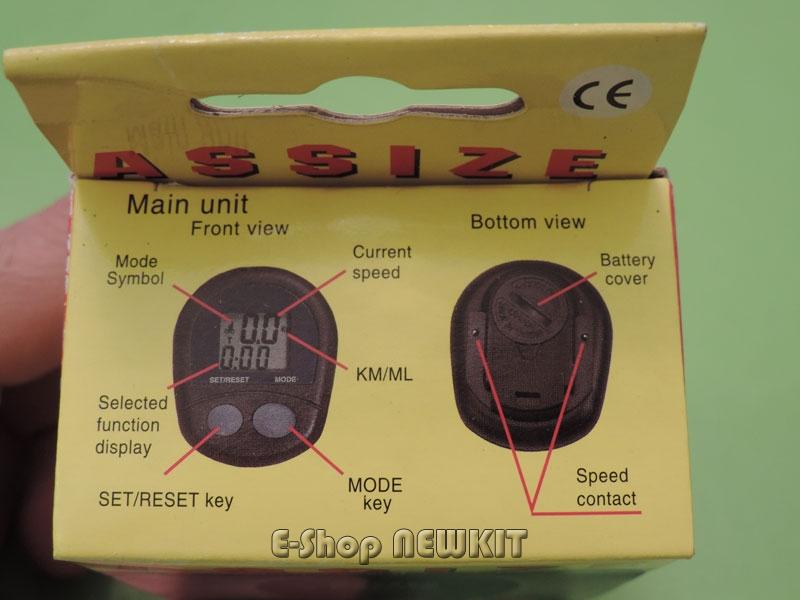 CE
ASSIZE
Main unit
Front view
Bottom view
Mode
Symbol
Current
speed
Battery
cover
0.0
0:00
SET/RESET MODE
KM/ML
Selected
function
display
SET/RESET key
MODE
key
Speed
contact
E-Shop NEWKIT